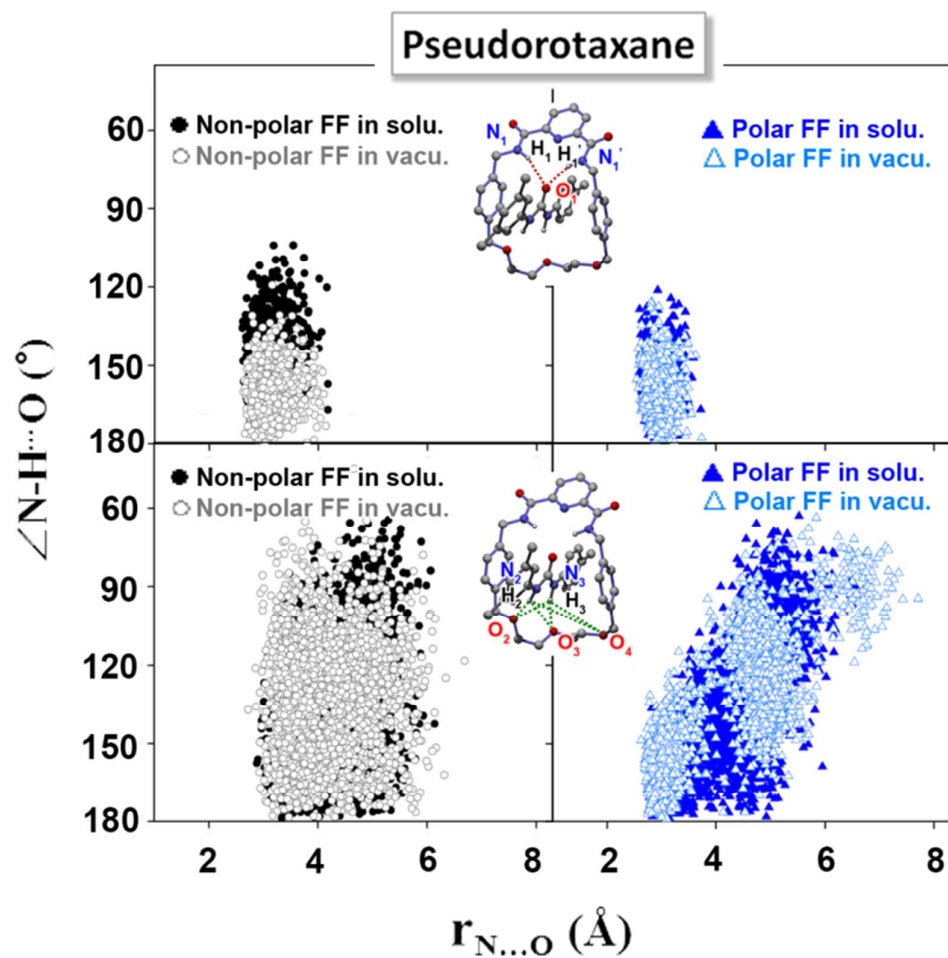 Pseudorotaxane
Non-polar FF in solu.
Non-polar FF in vacu.
Polar FF in solu.
Polar FF in vacu.
N1
H1
H1'
N1'
O1
60
90
120
150
180
Non-polar FF in solu.
Non-polar FF in vacu.
Polar FF in solu.
Polar FF in vacu.
N2
N3
H2
H3
O2
O3
O4
60
90
120
150
180
∠N-H···O (°)
2
4
6
8
2
4
6
8
rN...O (Å)